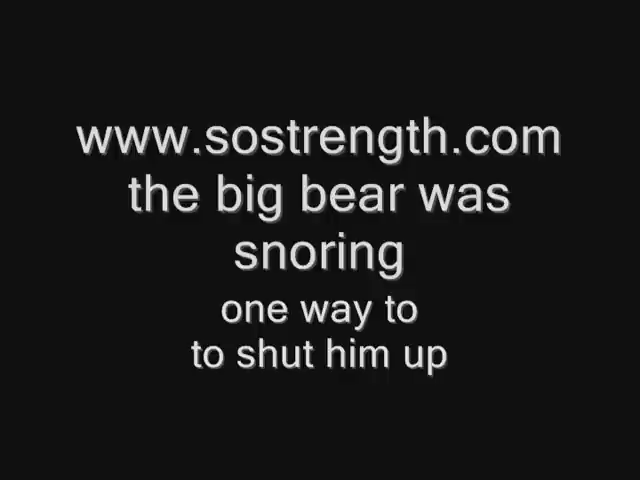 www.sostrength.com
the big bear was
snoring
one way to
to shut him up